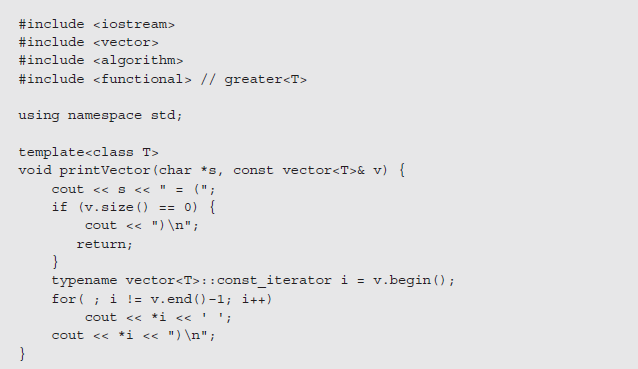 #include <iostream>
#include <vector>
#include <algorithm>
#include <functional> // greater<T>
using namespace std;
template<class T>
void printVector(char *s, const vector<T>& v) {
    cout << s << " = (";
    if (v.size() == 0) {
        cout << ")\n";
       return;
    }
    typename vector<T>::const_iterator i = v.begin();
    for( ; i != v.end()-1; i++)
        cout << *i << ' ';
    cout << *i << ")\n";
}